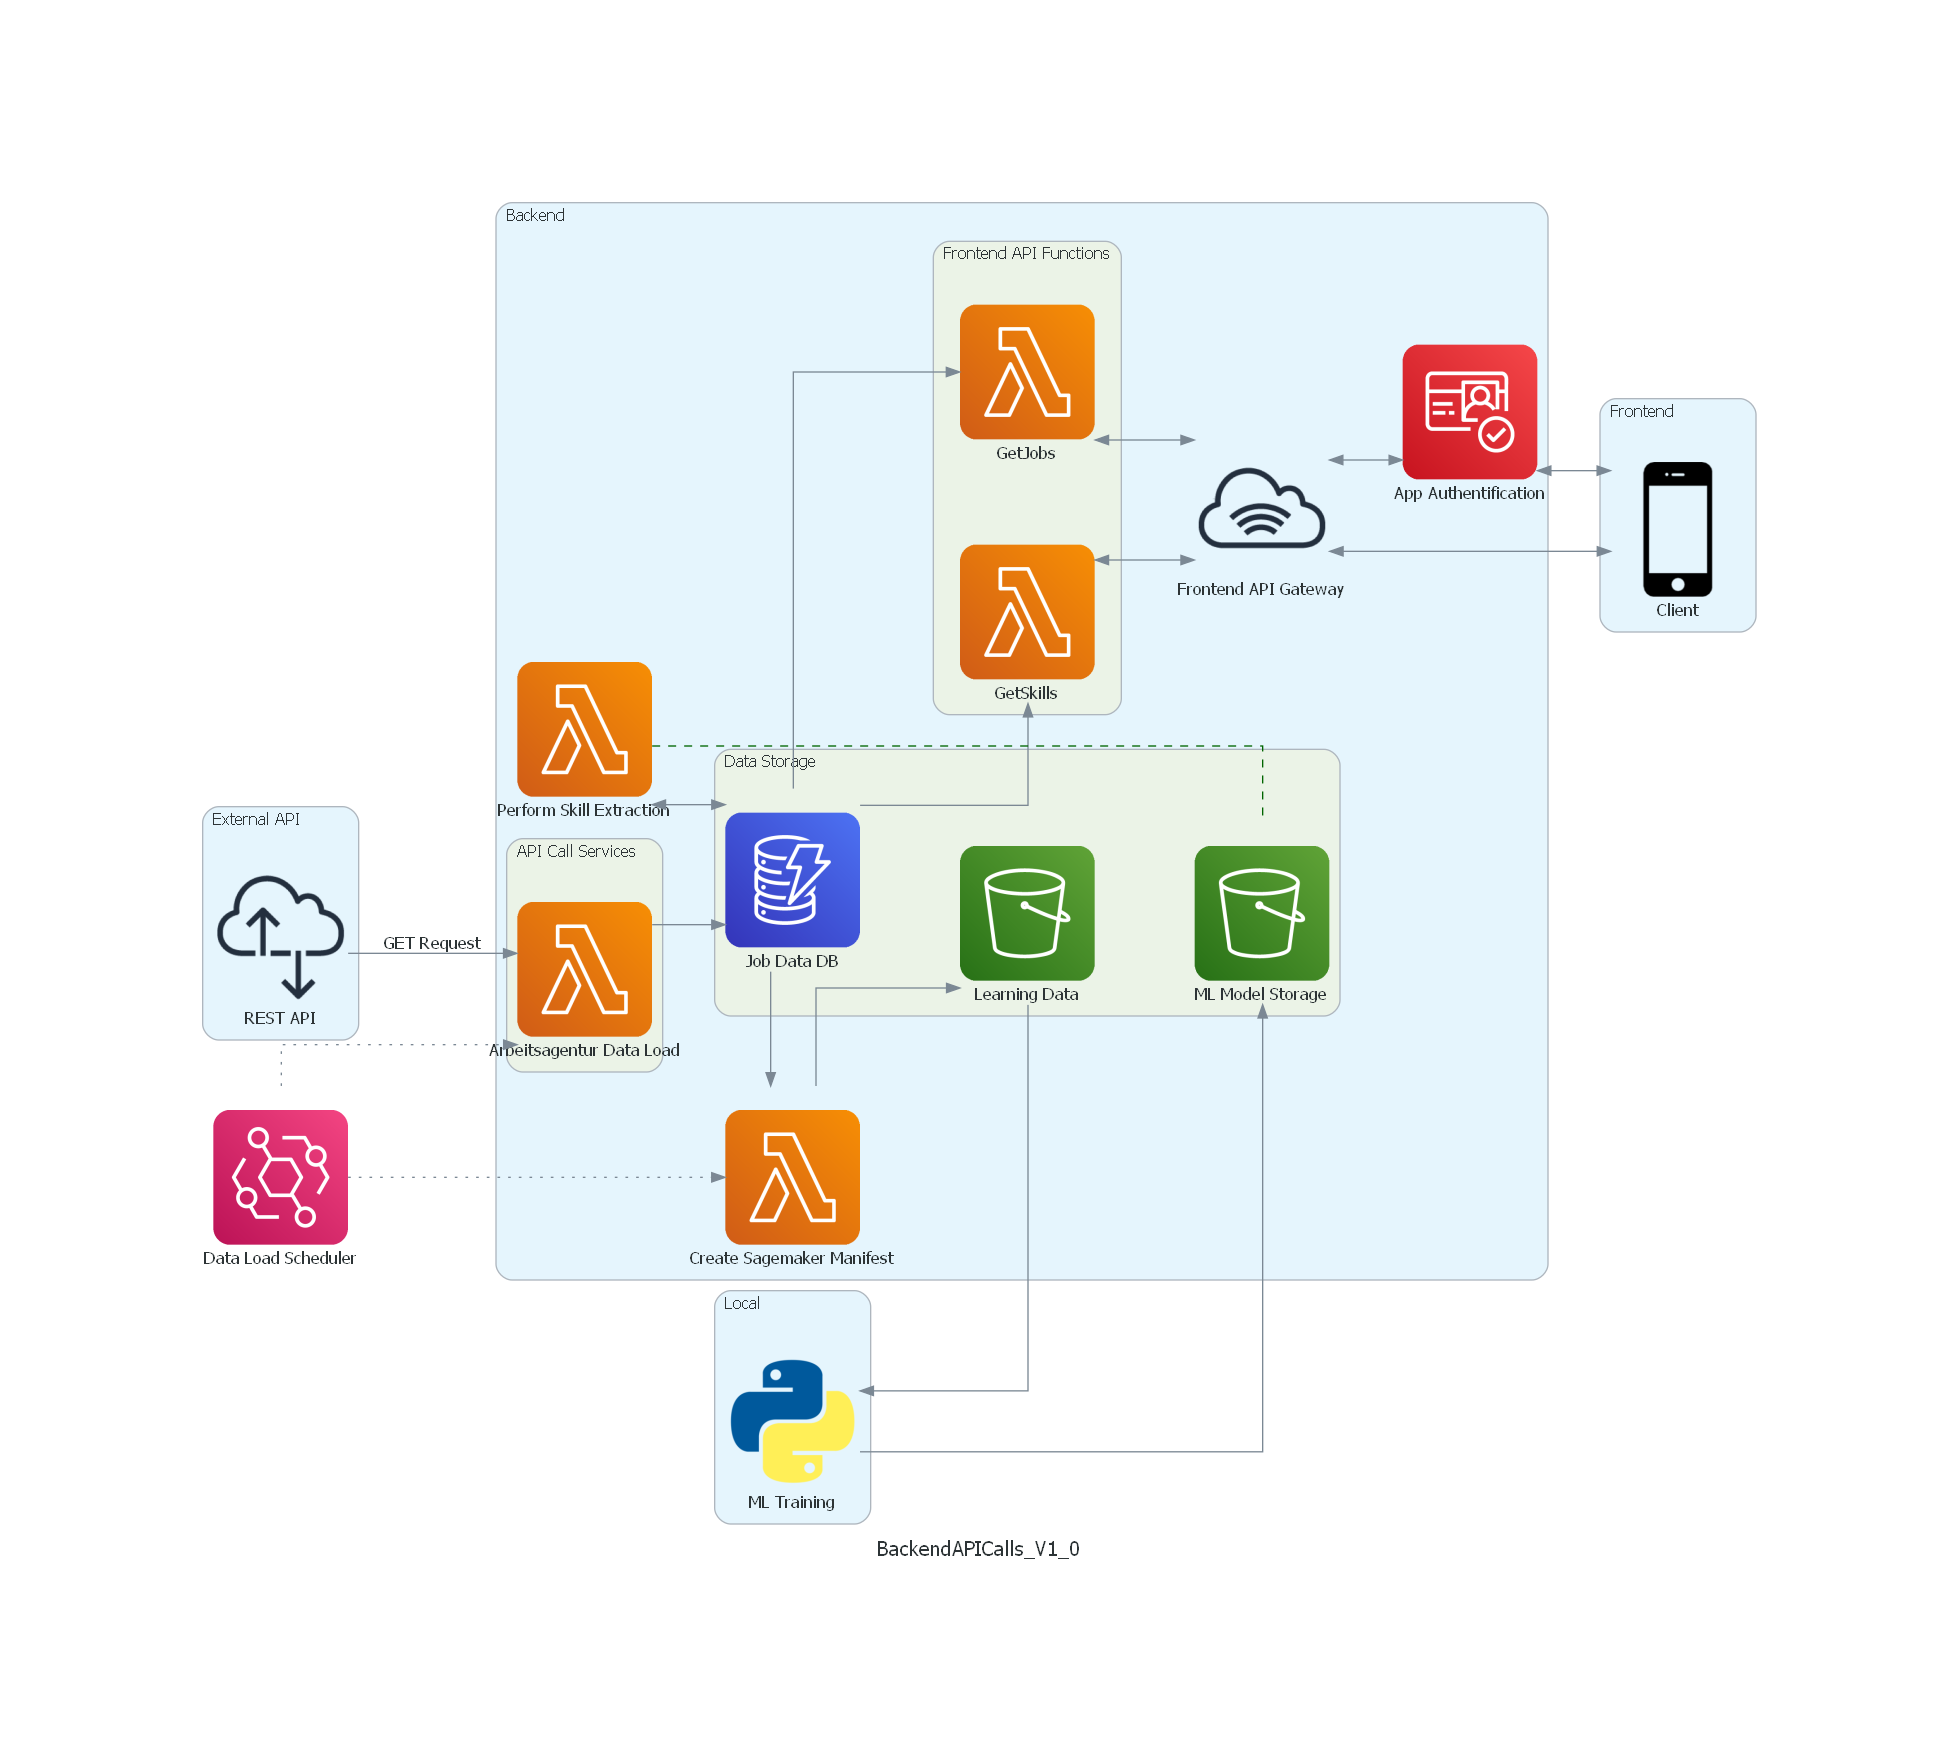 Backend
Frontend API Functions
GetJobs
App Authentification
Frontend
Frontend API Gateway
Client
GetSkills
Data Storage
Perform Skill Extraction
External API
API Call Services
GET Request
Job Data DB
Learning Data
ML Model Storage
REST API
Arbeitsagentur Data Load
Data Load Scheduler
Create Sagemaker Manifest
Local
ML Training
BackendAPICalls_V1_0